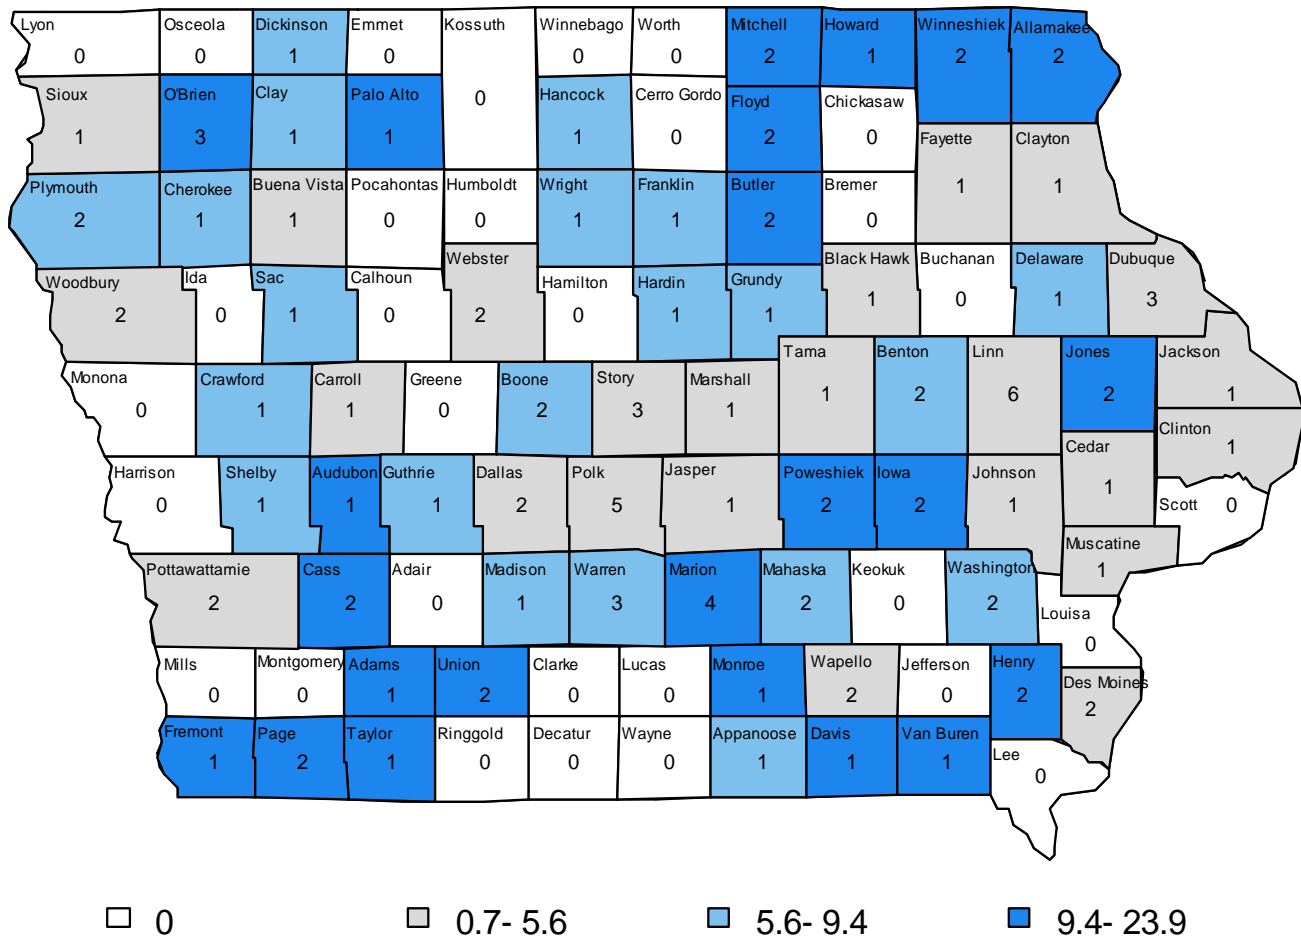 Lyon Osceola Dickinson Emmet Kossuth Winnebago Worth Mitchell Howard Winneshiek Allamakee
0 0 1 0 0 0 2 1 2 2
Sioux O'Brien Clay Palo Alto 0 Hancock Cerro Gordo Floyd Chickasaw
1 3 1 1 1 0 2 0
Fayette Clayton
1 1
Plymouth Cherokee Buena Vista Pocahontas Humboldt Wright Franklin Butler Bremer
2 1 1 0 0 1 1 2 0
Woodbury Ida Sac Calhoun Webster Hamilton Hardin Grundy Black Hawk Buchanan Delaware Dubuque
2 0 1 0 2 0 1 1 1 0 1 3
Monona Crawford Carroll Greene Boone Story Marshall Tama Benton Linn Jones Jackson
0 1 1 0 2 3 1 1 2 6 2 1
Clinton
1
Cedar
1
Harrison Shelby Audubon Guthrie Dallas Polk Jasper Poweshiek Iowa Johnson Scott
0 1 1 1 2 5 1 2 2 1 0
Muscatine
1
Pottawattamie Cass Adair Madison Warren Marion Mahaska Keokuk Washington
2 2 0 1 3 4 2 0 2
Louisa
0
Mills Montgomery Adams Union Clarke Lucas Monroe Wapello Jefferson Henry Des Moines
0 0 1 2 0 0 1 2 0 2 2
Fremont Page Taylor Ringgold Decatur Wayne Appanoose Davis Van Buren Lee
1 2 1 0 0 0 1 1 1 0
0 0.7- 5.6 5.6- 9.4 9.4- 23.9